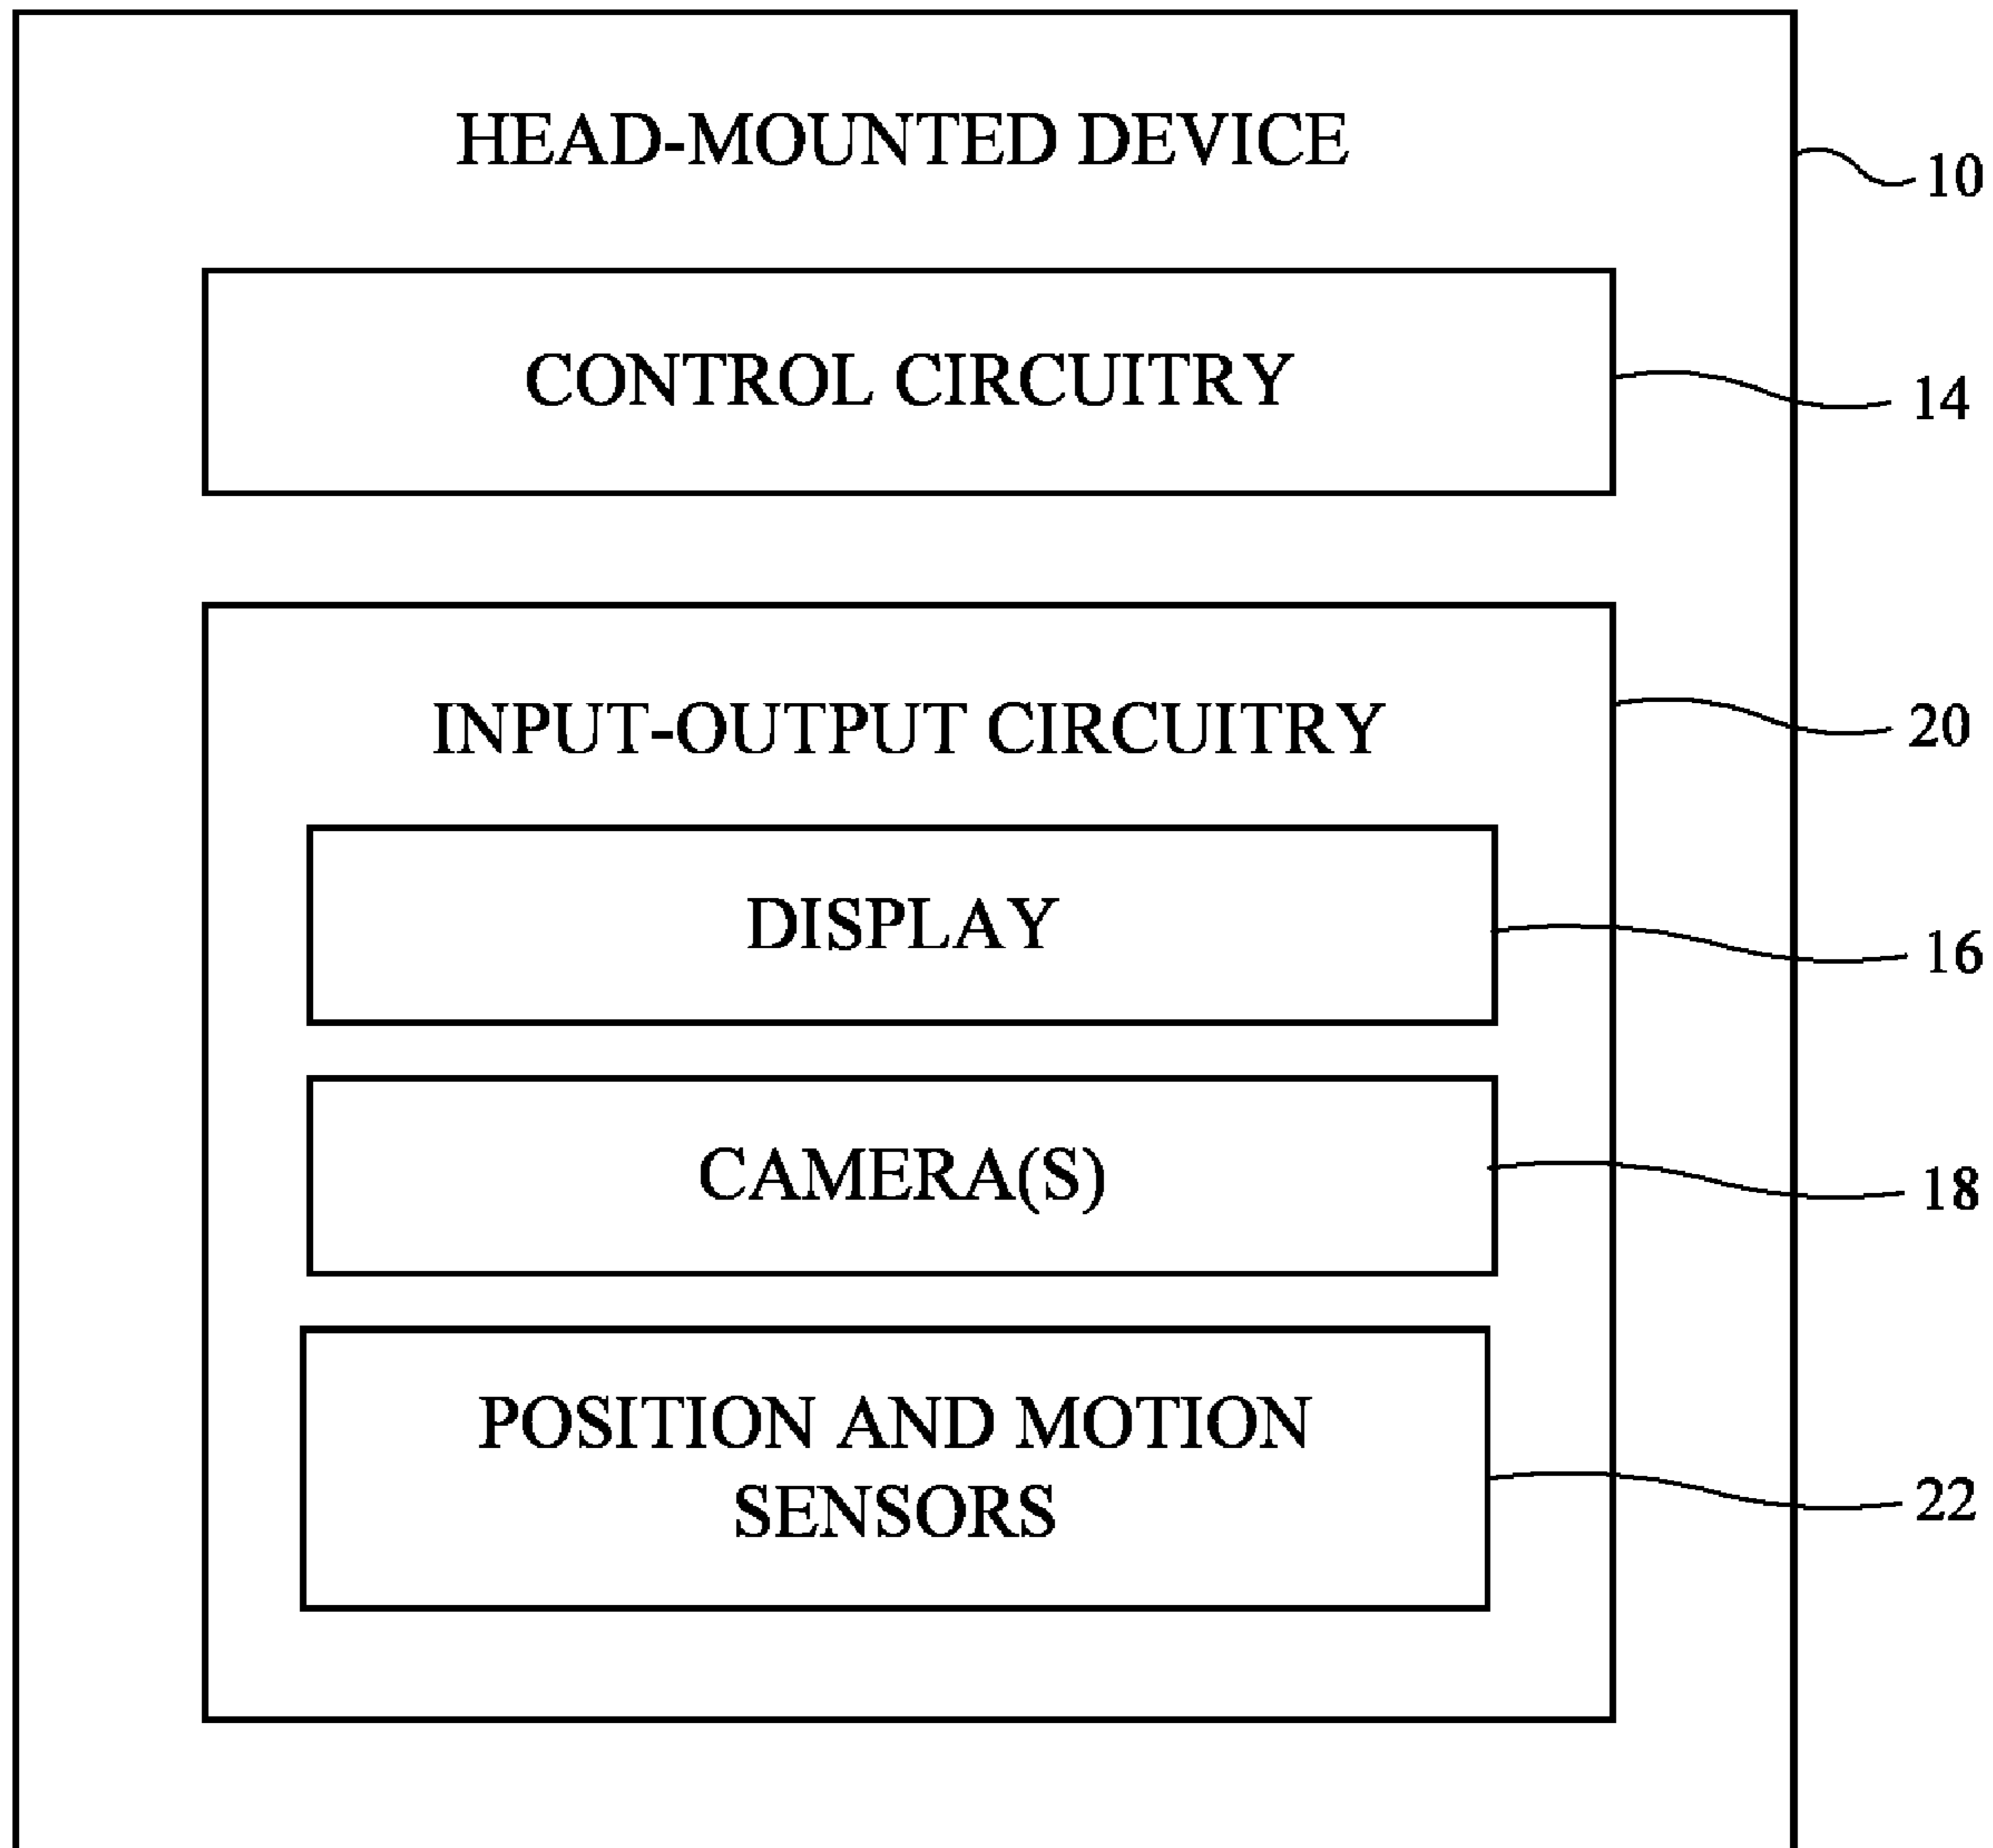 HEAD-MOUNTED DEVICE
10
CONTROL CIRCUITRY
14
INPUT-OUTPUT CIRCUITRY
20
DISPLAY
16
CAMERA(S)
18
POSITION AND MOTION
SENSORS
22